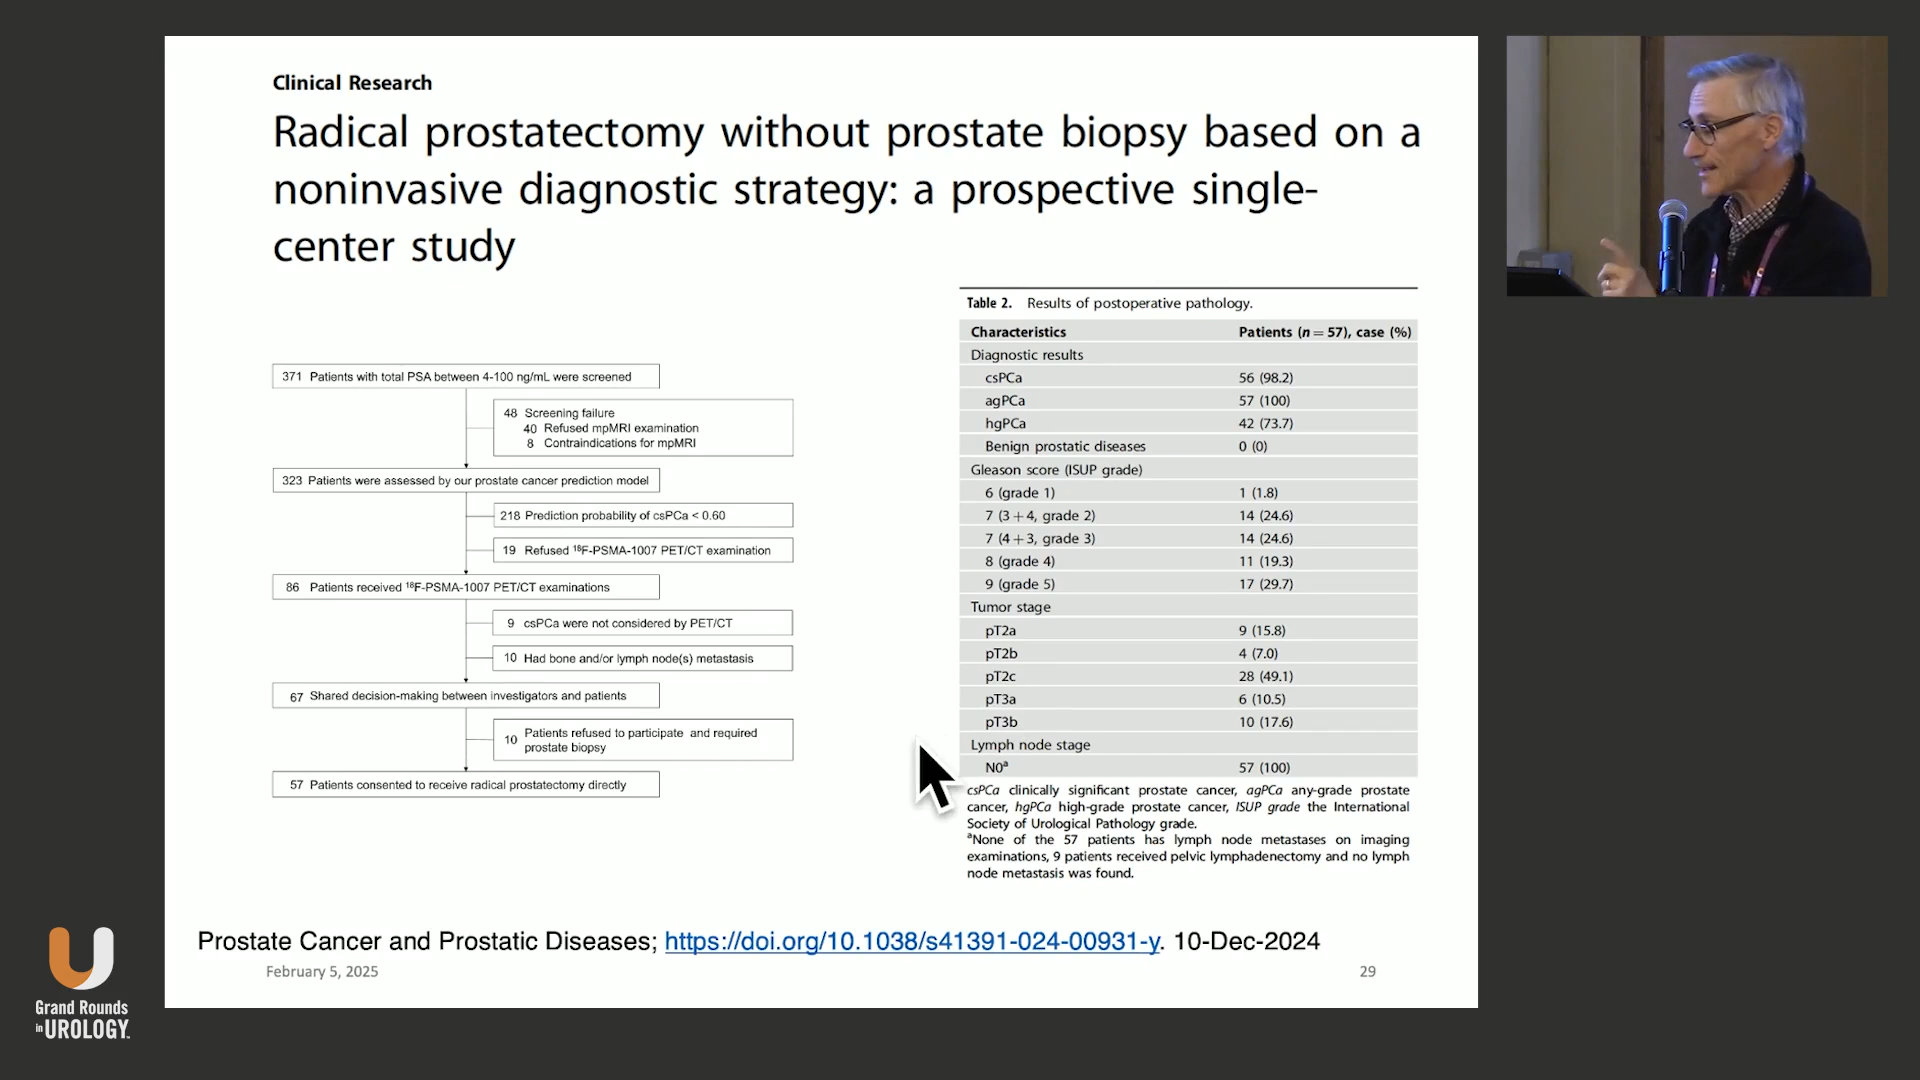 Clinical Research
Radical prostatectomy without prostate biopsy based on a
noninvasive diagnostic strategy: a prospective single-
center study
371 Patients with total PSA between 4-100 ng/mL were screened
48 Screening failure
40 Refused mpMRI examination
8 Contraindications for mpMRI
323 Patients were assessed by our prostate cancer prediction model
218 Prediction probability of csPCa < 0.60
19 Refused ¹⁸F-PSMA-1007 PET/CT examination
86 Patients received ¹⁸F-PSMA-1007 PET/CT examinations
9 csPCa were not considered by PET/CT
10 Had bone and/or lymph node(s) metastasis
67 Shared decision-making between investigators and patients
10 Patients refused to participate and required
prostate biopsy
57 Patients consented to receive radical prostatectomy directly
Table 2. Results of postoperative pathology.
Characteristics Patients (n = 57), case (%)
Diagnostic results
csPCa 56 (98.2)
agPCa 57 (100)
hgPCa 42 (73.7)
Benign prostatic diseases 0 (0)
Gleason score (ISUP grade)
6 (grade 1) 1 (1.8)
7 (3 + 4, grade 2) 14 (24.6)
7 (4 + 3, grade 3) 14 (24.6)
8 (grade 4) 11 (19.3)
9 (grade 5) 17 (29.7)
Tumor stage
pT2a 9 (15.8)
pT2b 4 (7.0)
pT2c 28 (49.1)
pT3a 6 (10.5)
pT3b 10 (17.6)
Lymph node stage
N0ᵃ 57 (100)
csPCa clinically significant prostate cancer, agPCa any-grade prostate
cancer, hgPCa high-grade prostate cancer, ISUP grade the International
Society of Urological Pathology grade.
ᵃNone of the 57 patients has lymph node metastases on imaging
examinations, 9 patients received pelvic lymphadenectomy and no lymph
node metastasis was found.
Prostate Cancer and Prostatic Diseases; https://doi.org/10.1038/s41391-024-00931-y. 10-Dec-2024
February 5, 2025 29
Grand Rounds
in UROLOGY™